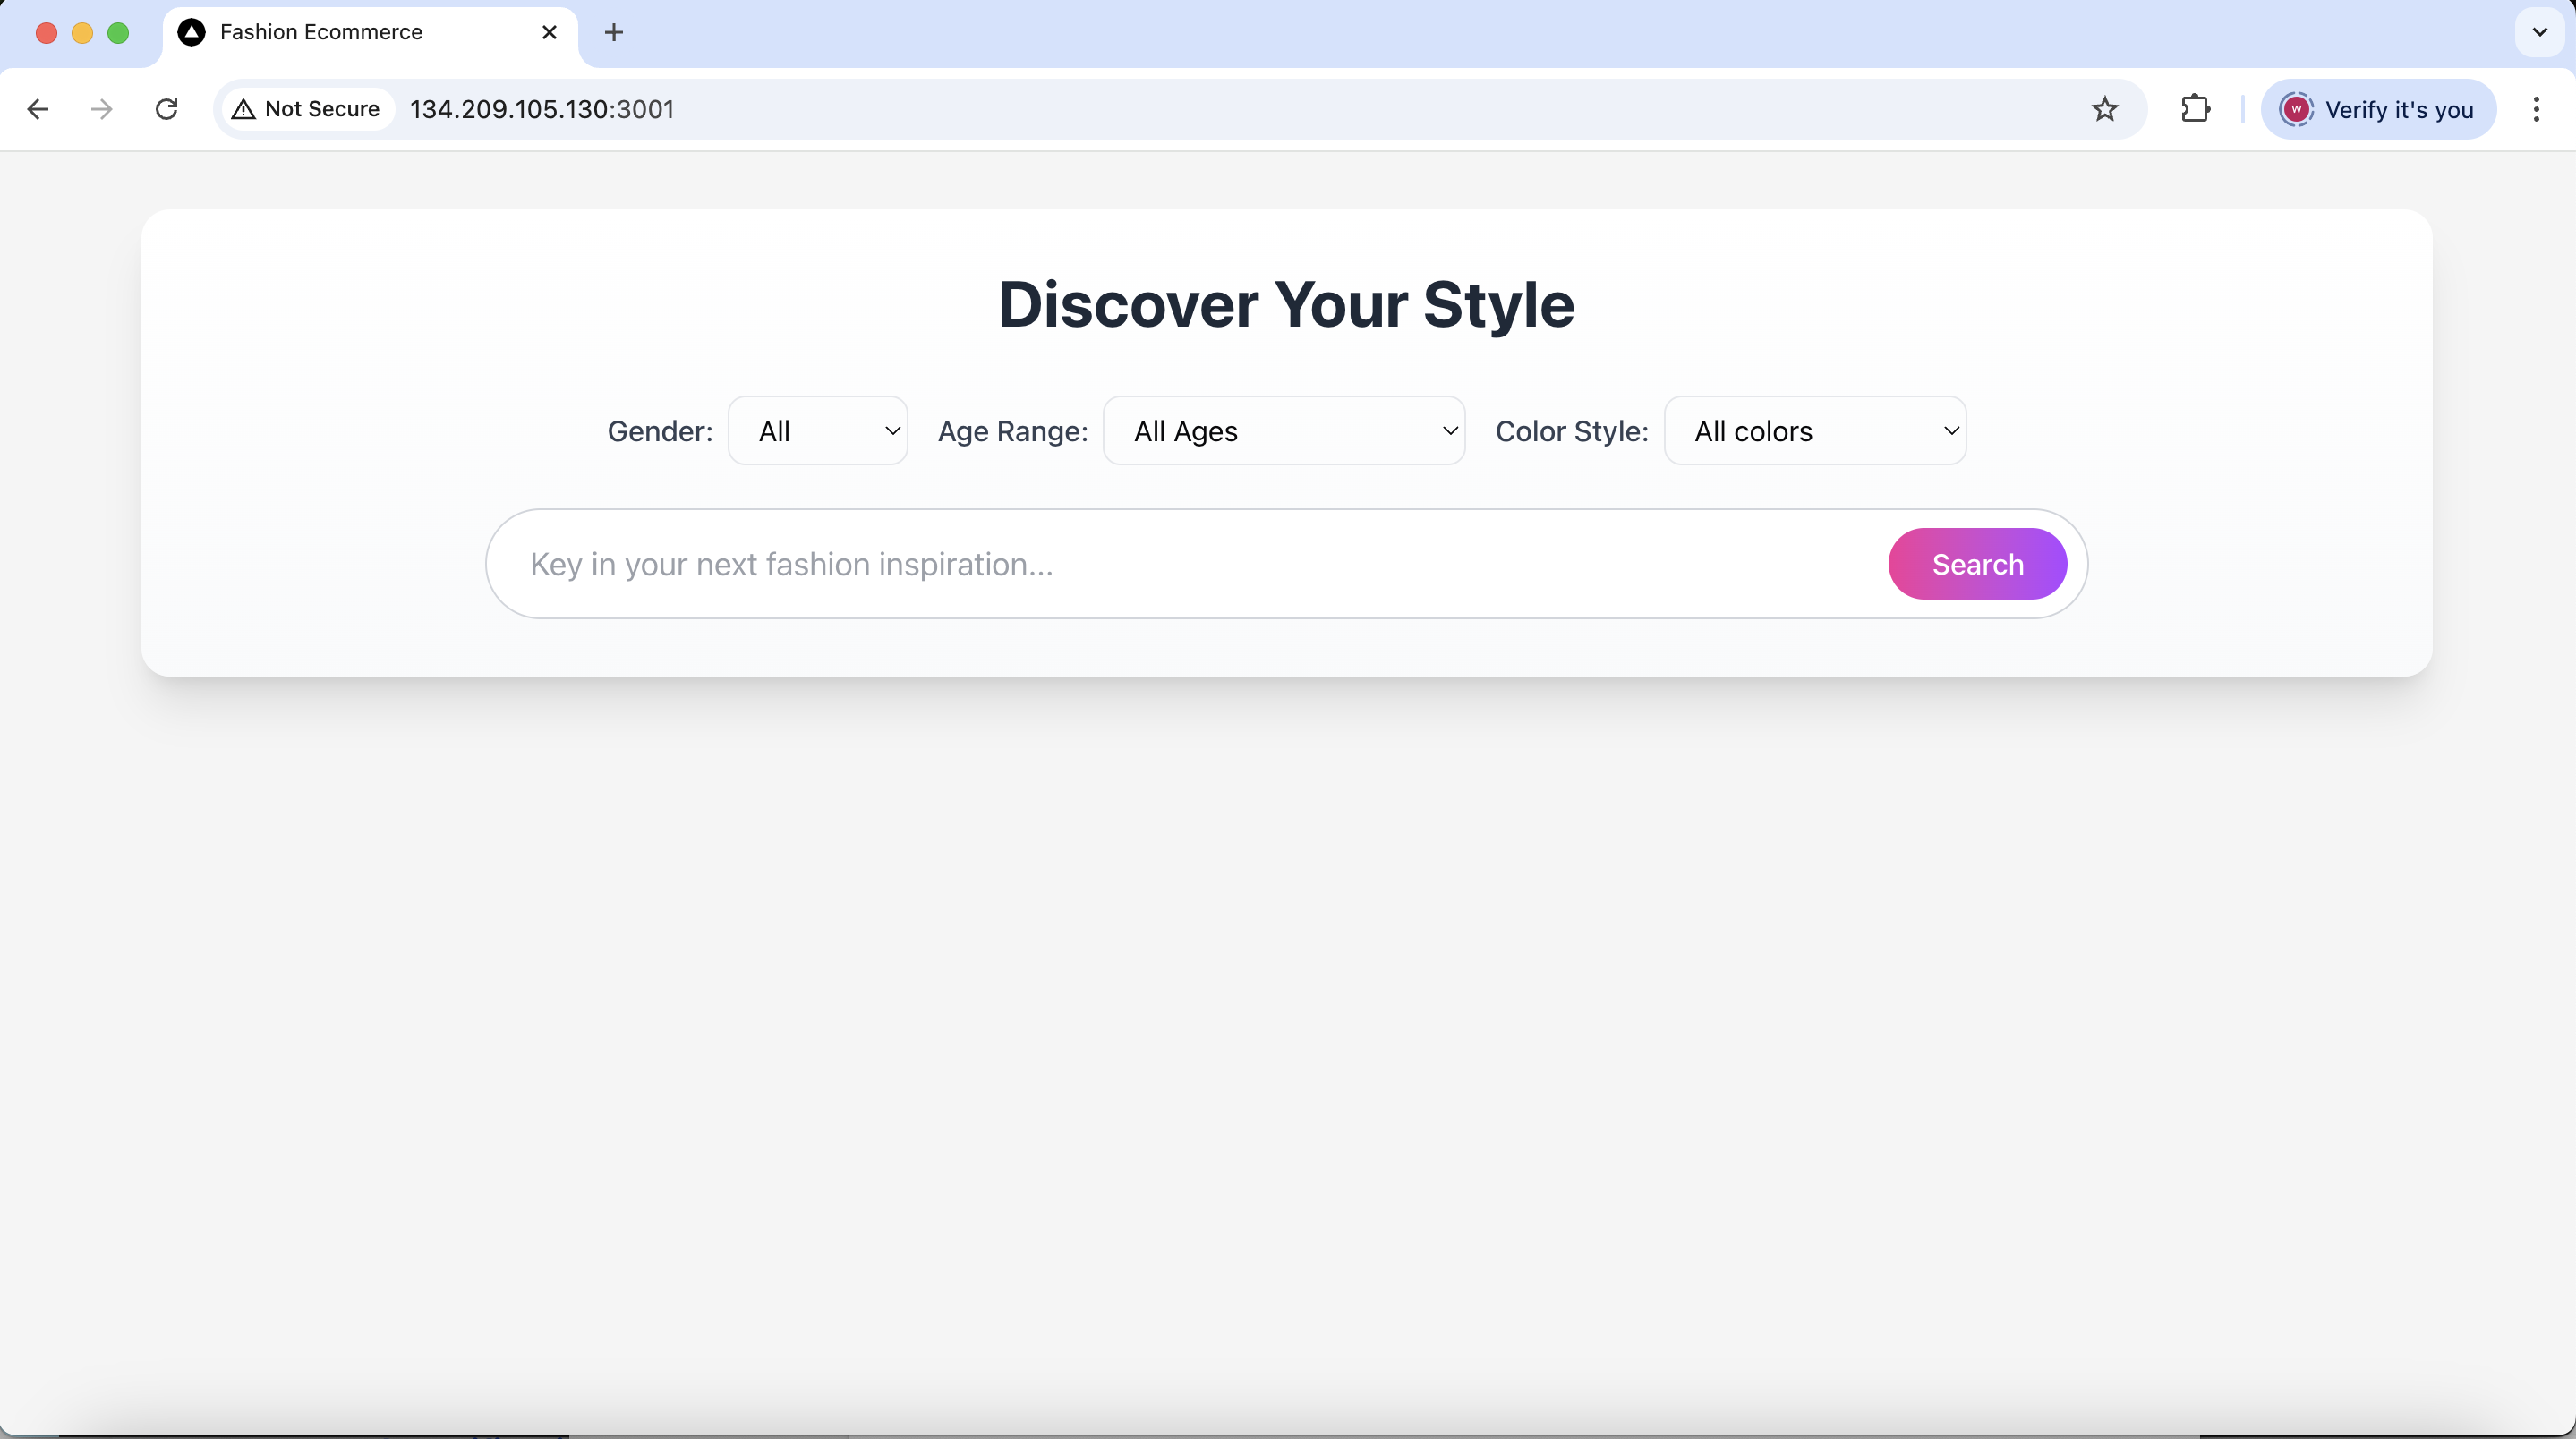 Fashion Ecommerce
Not Secure 134.209.105.130:3001 W Verify it's you
Discover Your Style
Gender: All Age Range: All Ages Color Style: All colors
Key in your next fashion inspiration... Search